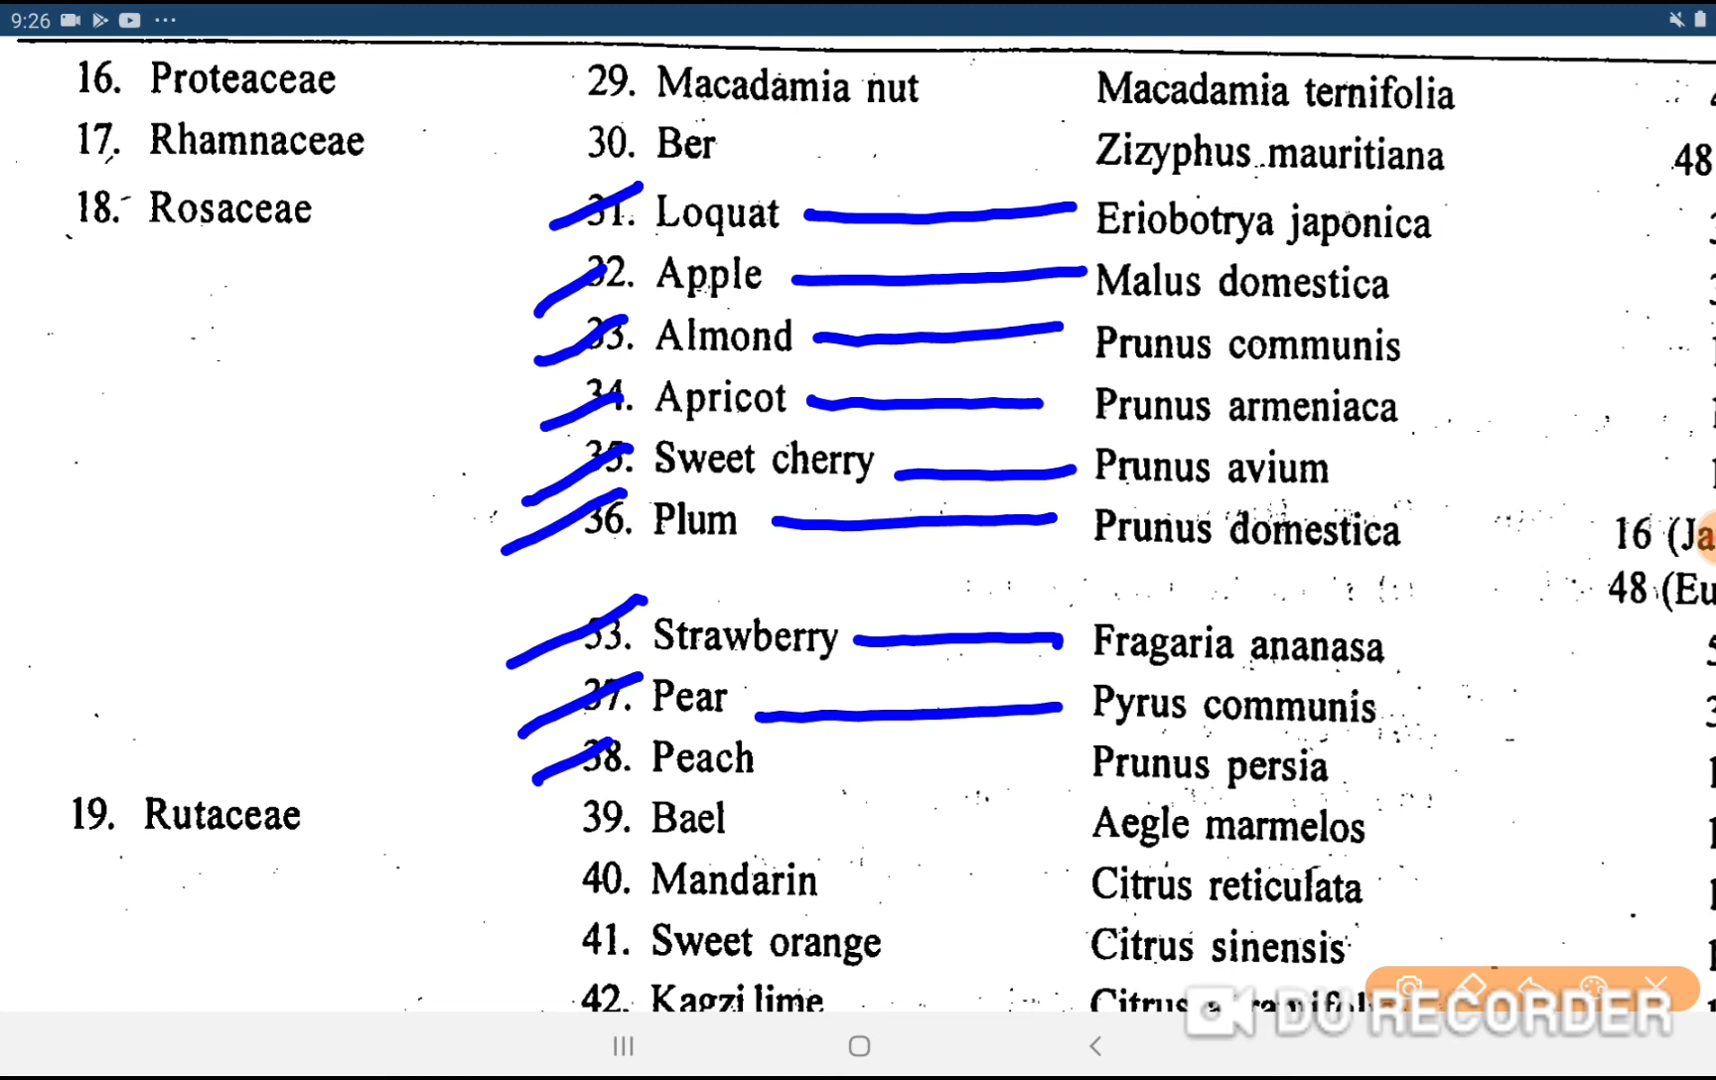 9:26
16. Proteaceae 29. Macadamia nut Macadamia ternifolia
17. Rhamnaceae 30. Ber Zizyphus mauritiana 48
18. Rosaceae 31. Loquat Eriobotrya japonica
32. Apple Malus domestica
33. Almond Prunus communis
34. Apricot Prunus armeniaca
35. Sweet cherry Prunus avium
36. Plum Prunus domestica 16 (Ja
48 (Eu
53. Strawberry Fragaria ananasa
37. Pear Pyrus communis
38. Peach Prunus persia
19. Rutaceae 39. Bael Aegle marmelos
40. Mandarin Citrus reticulata
41. Sweet orange Citrus sinensis
42. Kagzi lime Citrus
DU RECORDER